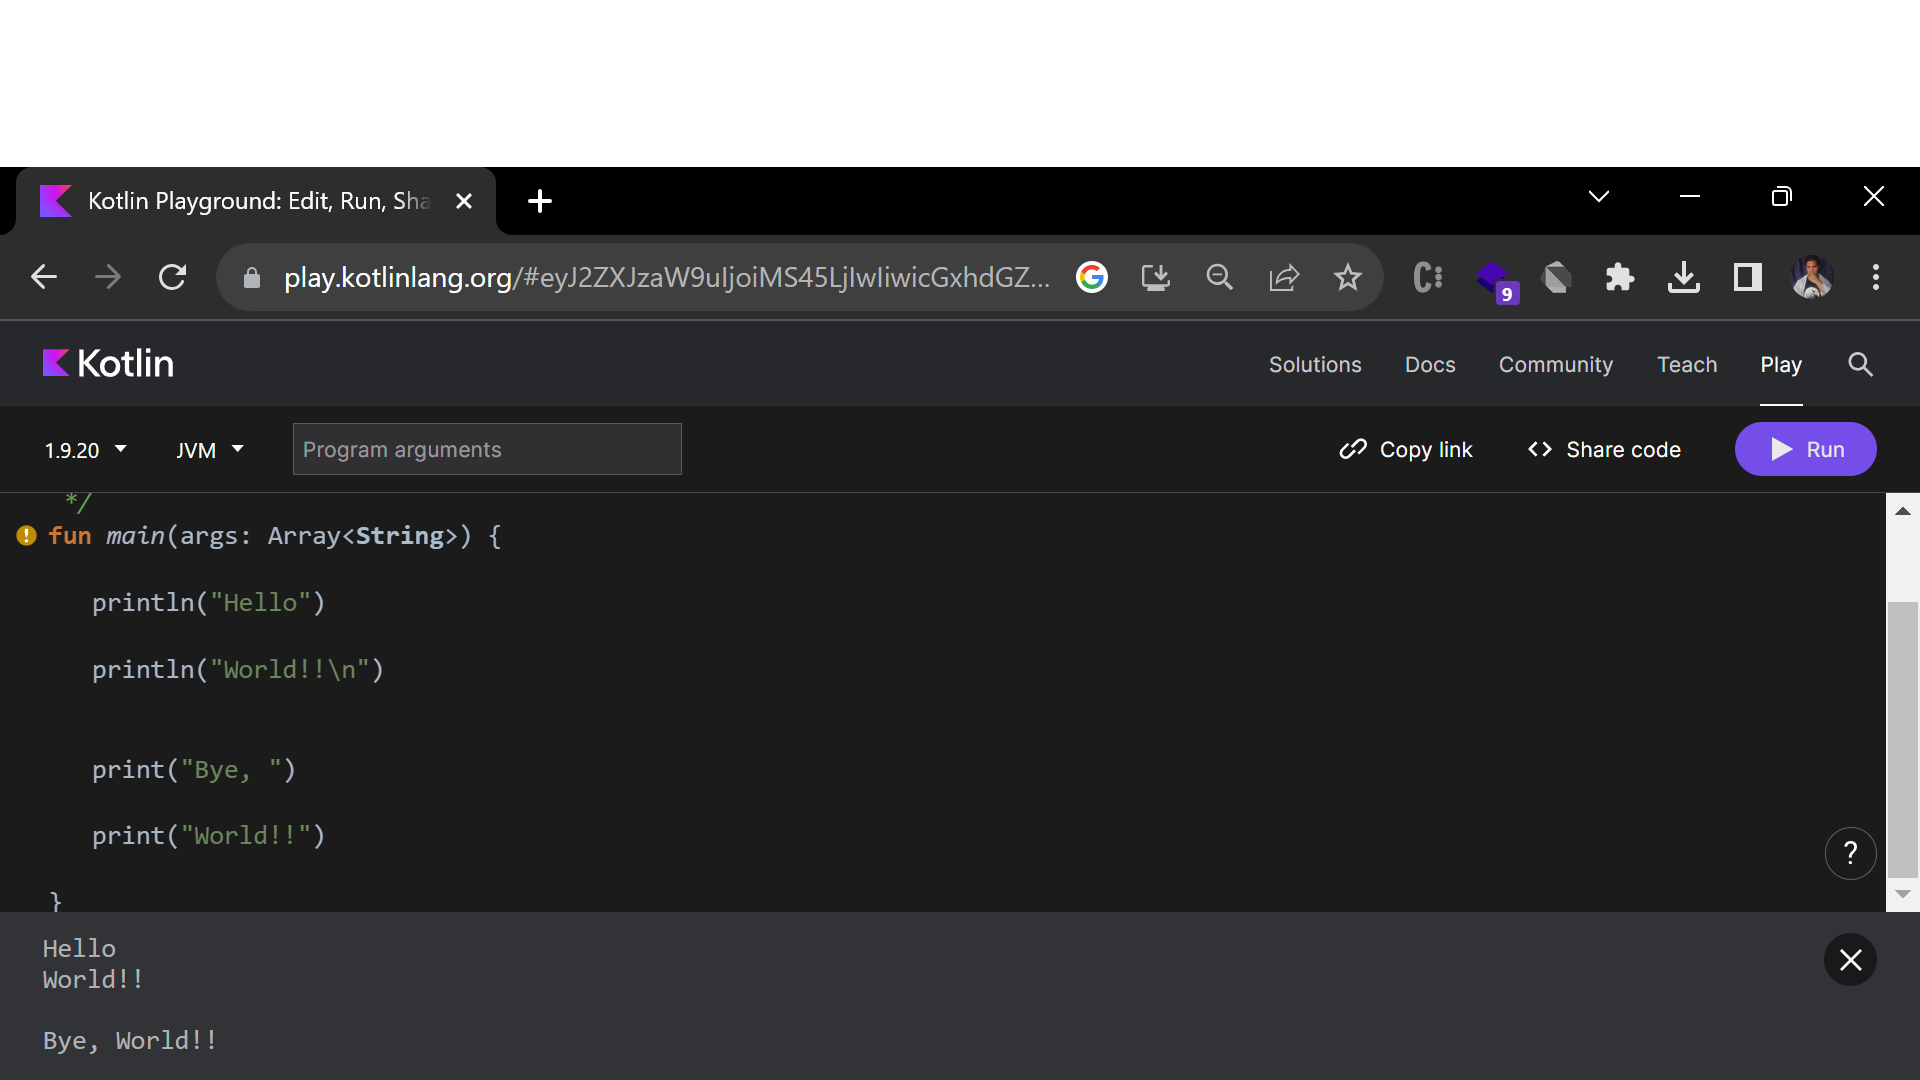 Kotlin Playground: Edit, Run, Sha
play.kotlinlang.org/#eyJ2ZXJzaW9uIjoiMS45LjIwIiwicGxhdGZ...
9
Kotlin
Solutions Docs Community Teach Play
1.9.20 JVM Program arguments Copy link <> Share code Run
*/
fun main(args: Array<String>) {
println("Hello")
println("World!!\n")
print("Bye, ")
print("World!!")
}
?
Hello
World!!
Bye, World!!